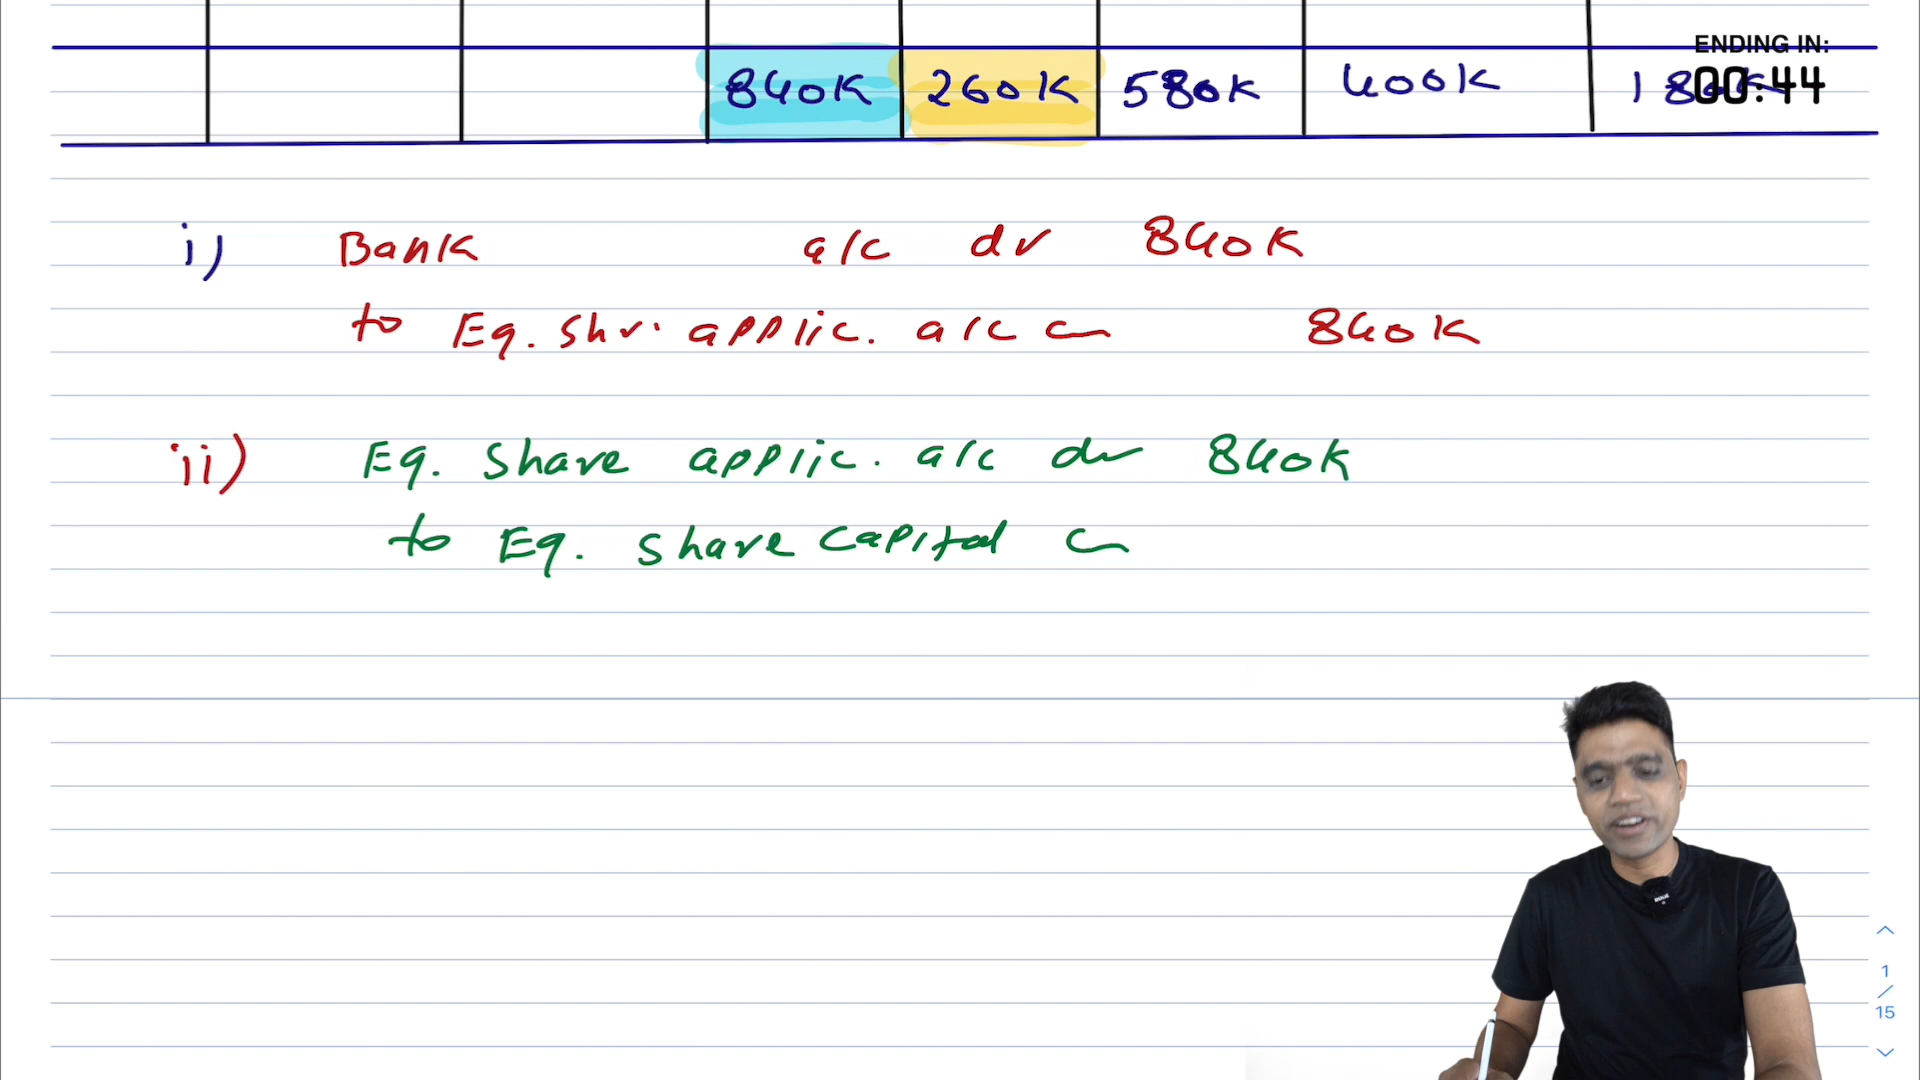 ENDING IN:
840K 260K 580K 400K 180K
00:44
i) Bank a/c dr 840K
to Eq. Shr. applic. a/c cr 840K
ii) Eq. Share applic. a/c dr 840K
to Eq. Share Capital cr
1
/
15